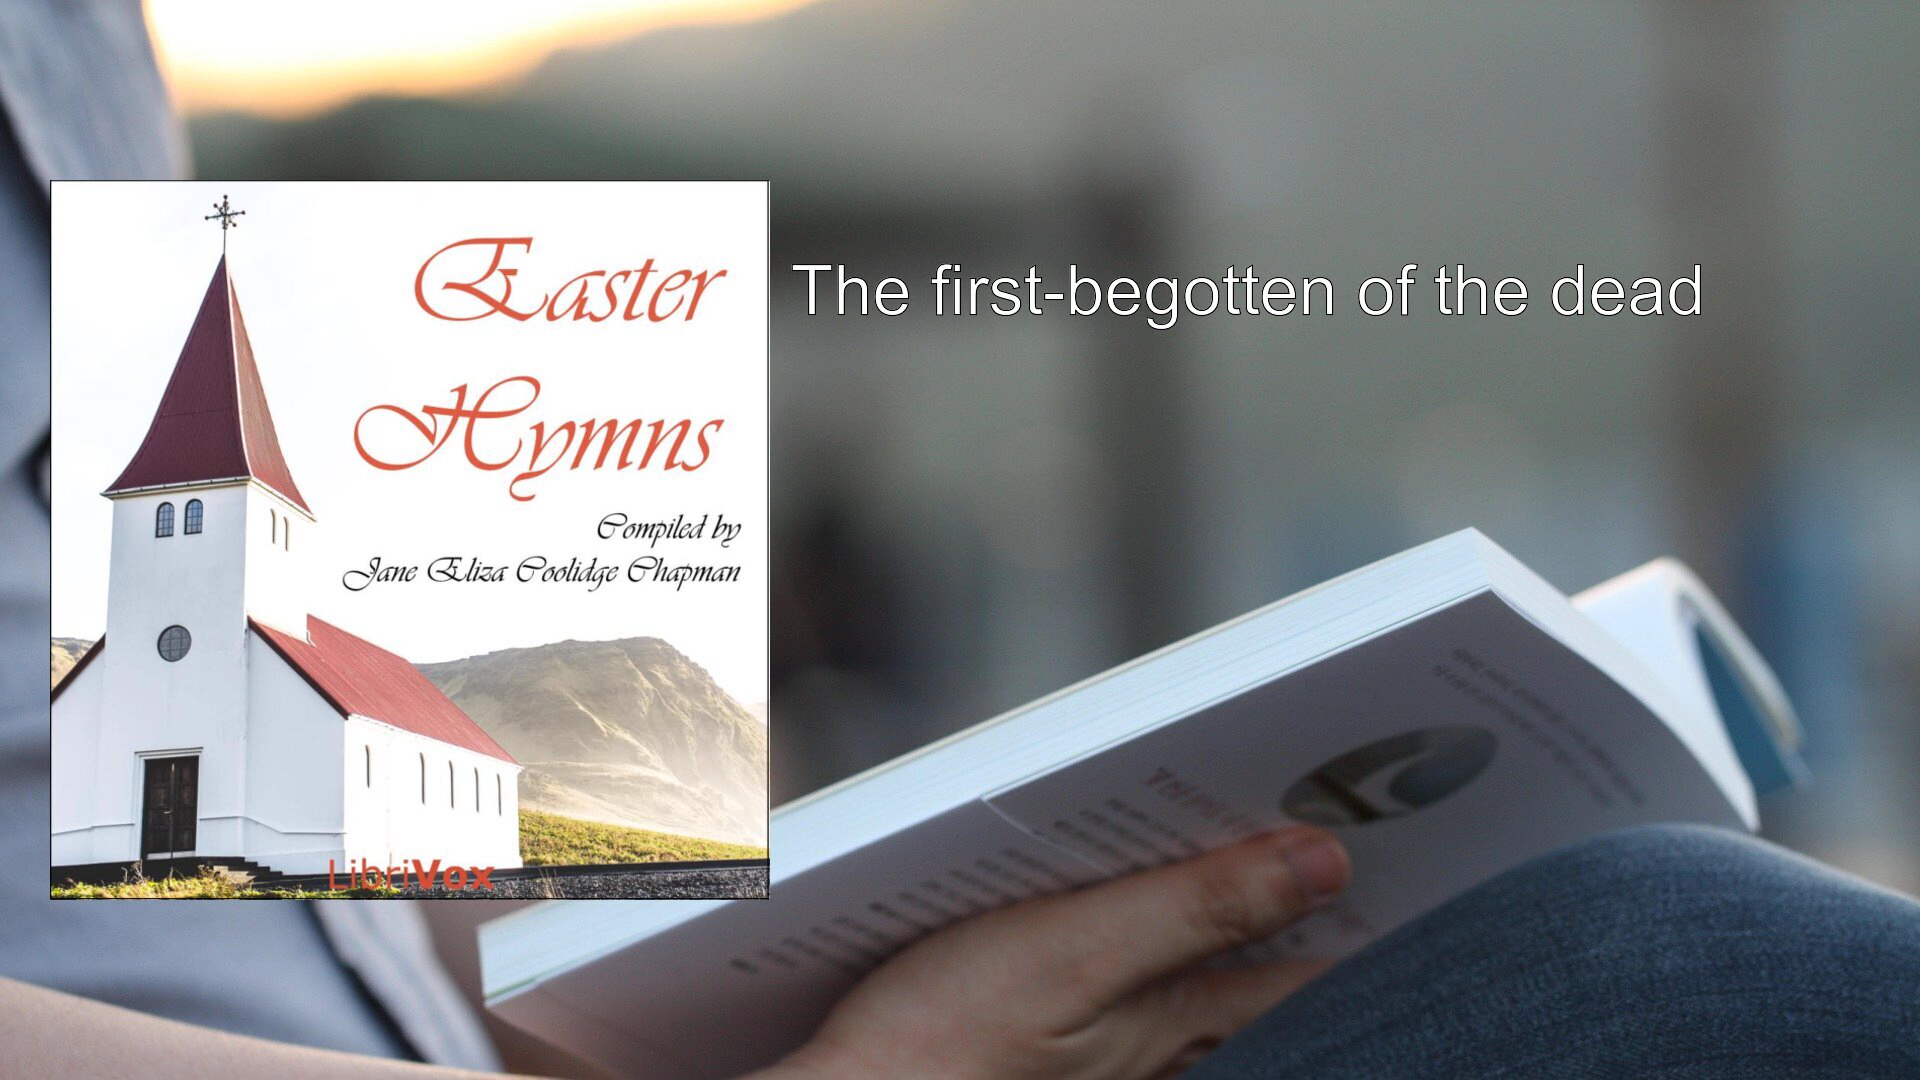 Easter
Hymns
Compiled by
Jane Eliza Coolidge Chapman
LibriVox
The first-begotten of the dead